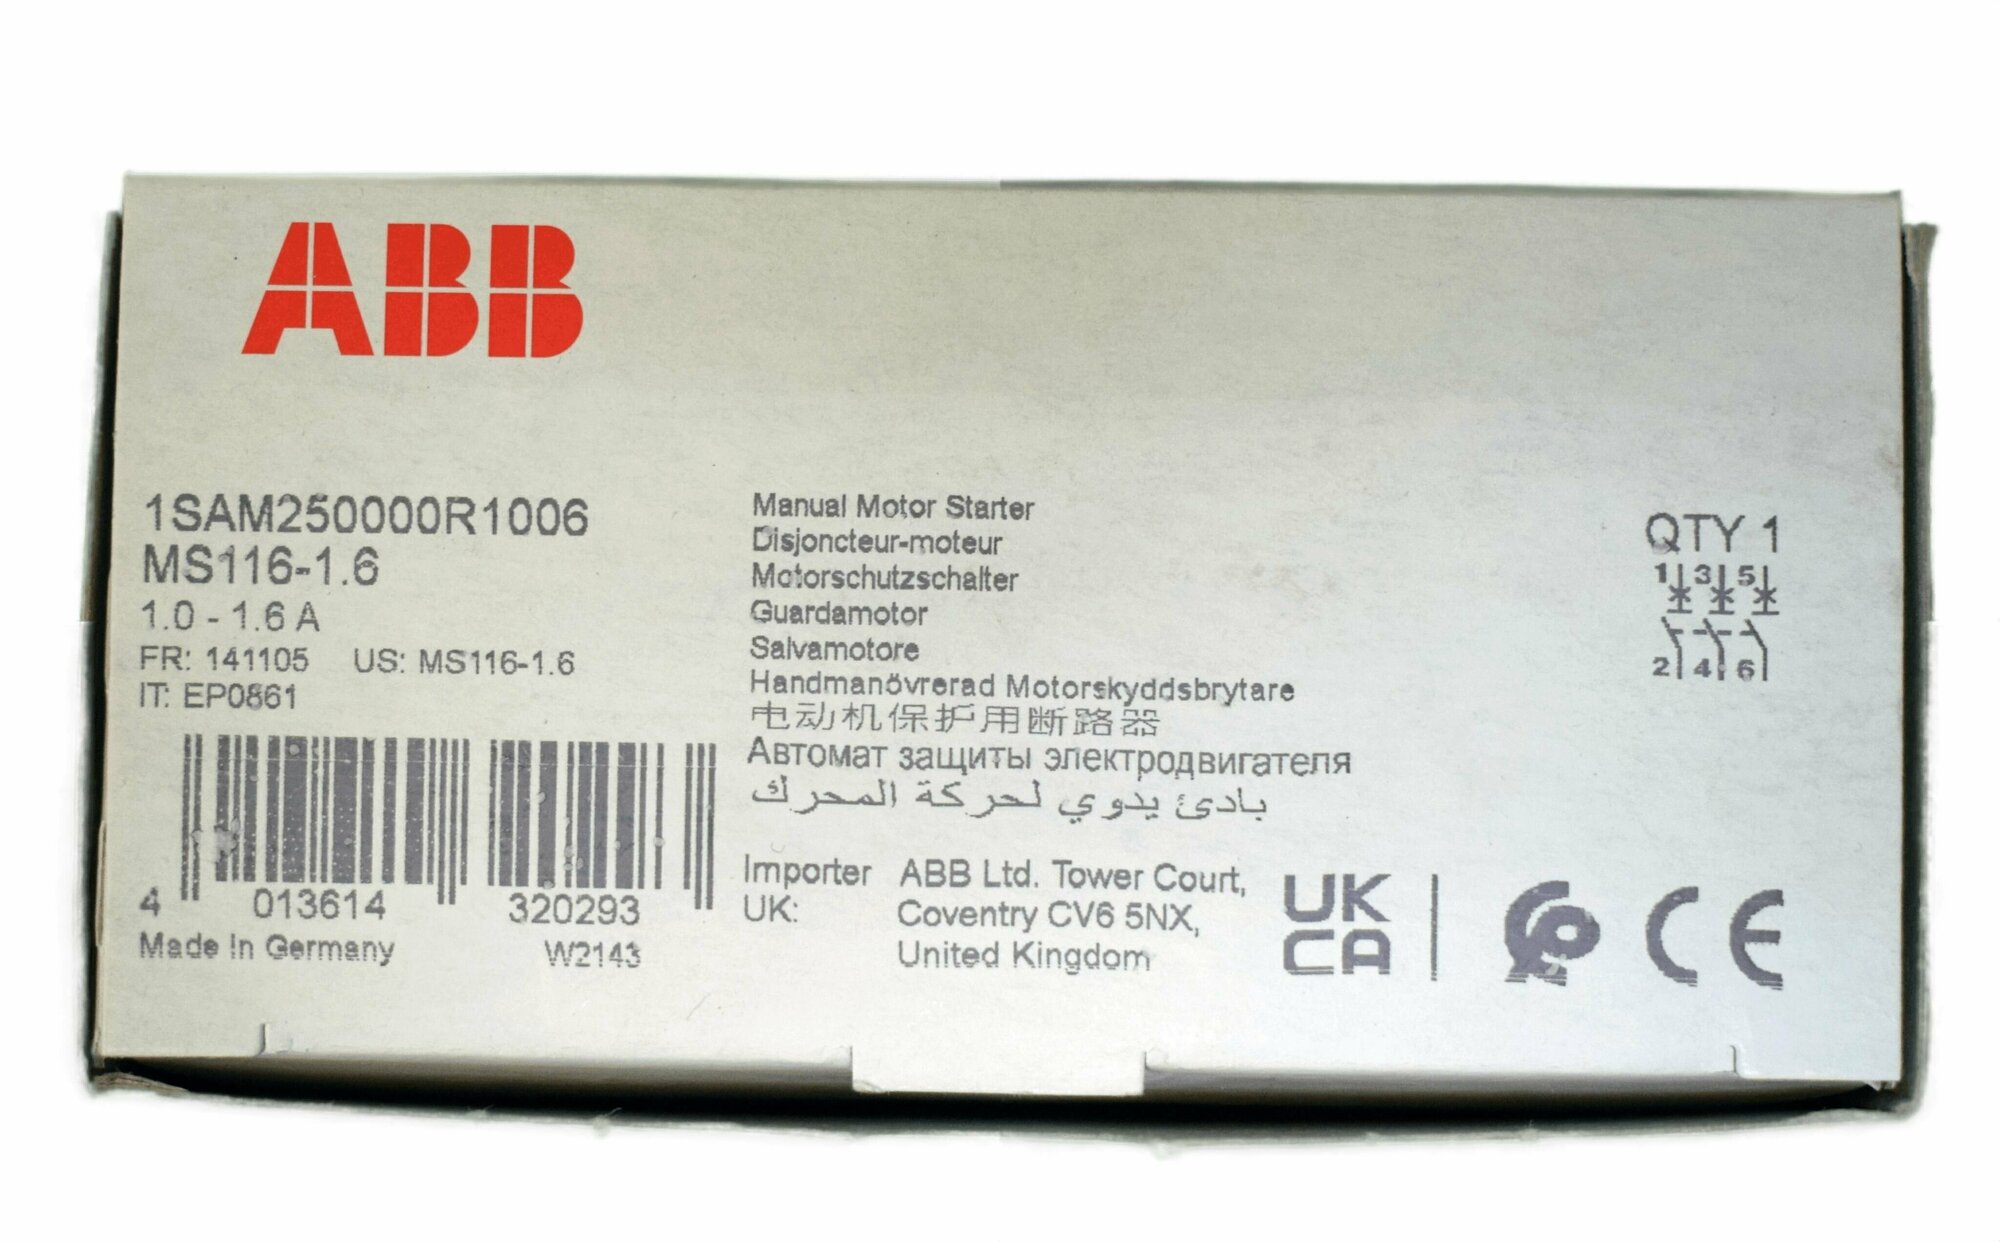 ABB
1SAM250000R1006
MS116-1.6
1.0 - 1.6 A
FR: 141105 US: MS116-1.6
IT: EP0861
4 013614 320293
Made In Germany W2143
Manual Motor Starter
Disjoncteur-moteur
Motorschutzschalter
Guardamotor
Salvamotore
Handmanövrerad Motorskyddsbrytare
电动机保护用断路器
Автомат защиты электродвигателя
بادئ يدوي لحركة المحرك
Importer ABB Ltd. Tower Court,
UK: Coventry CV6 5NX,
United Kingdom
UK
CA
CE
QTY 1
1 3 5
2 4 6